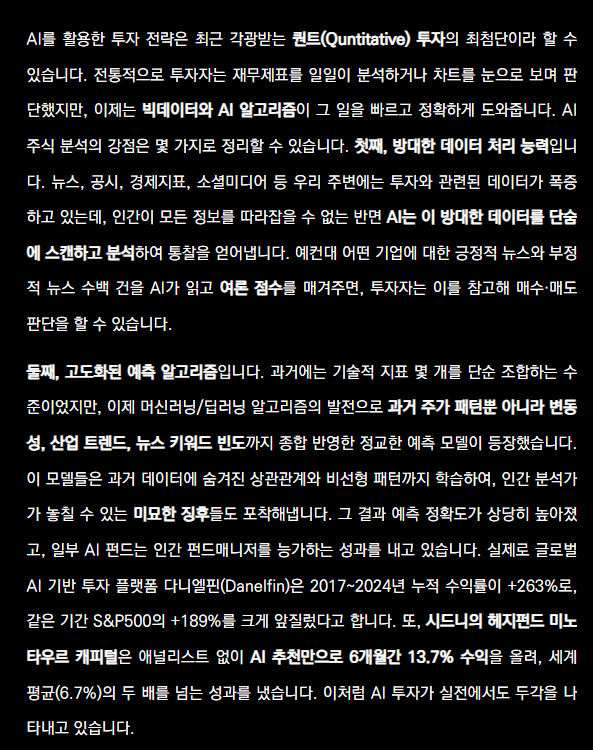 AI를 활용한 투자 전략은 최근 각광받는 퀀트(Quntitative) 투자의 최첨단이라 할 수
있습니다. 전통적으로 투자자는 재무제표를 일일이 분석하거나 차트를 눈으로 보며 판
단했지만, 이제는 빅데이터와 AI 알고리즘이 그 일을 빠르고 정확하게 도와줍니다. AI
주식 분석의 강점은 몇 가지로 정리할 수 있습니다. 첫째, 방대한 데이터 처리 능력입니
다. 뉴스, 공시, 경제지표, 소셜미디어 등 우리 주변에는 투자와 관련된 데이터가 폭증
하고 있는데, 인간이 모든 정보를 따라잡을 수 없는 반면 AI는 이 방대한 데이터를 단숨
에 스캔하고 분석하여 통찰을 얻어냅니다. 예컨대 어떤 기업에 대한 긍정적 뉴스와 부정
적 뉴스 수백 건을 AI가 읽고 여론 점수를 매겨주면, 투자자는 이를 참고해 매수·매도
판단을 할 수 있습니다.
둘째, 고도화된 예측 알고리즘입니다. 과거에는 기술적 지표 몇 개를 단순 조합하는 수
준이었지만, 이제 머신러닝/딥러닝 알고리즘의 발전으로 과거 주가 패턴뿐 아니라 변동
성, 산업 트렌드, 뉴스 키워드 빈도까지 종합 반영한 정교한 예측 모델이 등장했습니다.
이 모델들은 과거 데이터에 숨겨진 상관관계와 비선형 패턴까지 학습하여, 인간 분석가
가 놓칠 수 있는 미묘한 징후들도 포착해냅니다. 그 결과 예측 정확도가 상당히 높아졌
고, 일부 AI 펀드는 인간 펀드매니저를 능가하는 성과를 내고 있습니다. 실제로 글로벌
AI 기반 투자 플랫폼 다니엘핀(Danelfin)은 2017~2024년 누적 수익률이 +263%로,
같은 기간 S&P500의 +189%를 크게 앞질렀다고 합니다. 또, 시드니의 헤지펀드 미노
타우르 캐피털은 애널리스트 없이 AI 추천만으로 6개월간 13.7% 수익을 올려, 세계
평균(6.7%)의 두 배를 넘는 성과를 냈습니다. 이처럼 AI 투자가 실전에서도 두각을 나
타내고 있습니다.